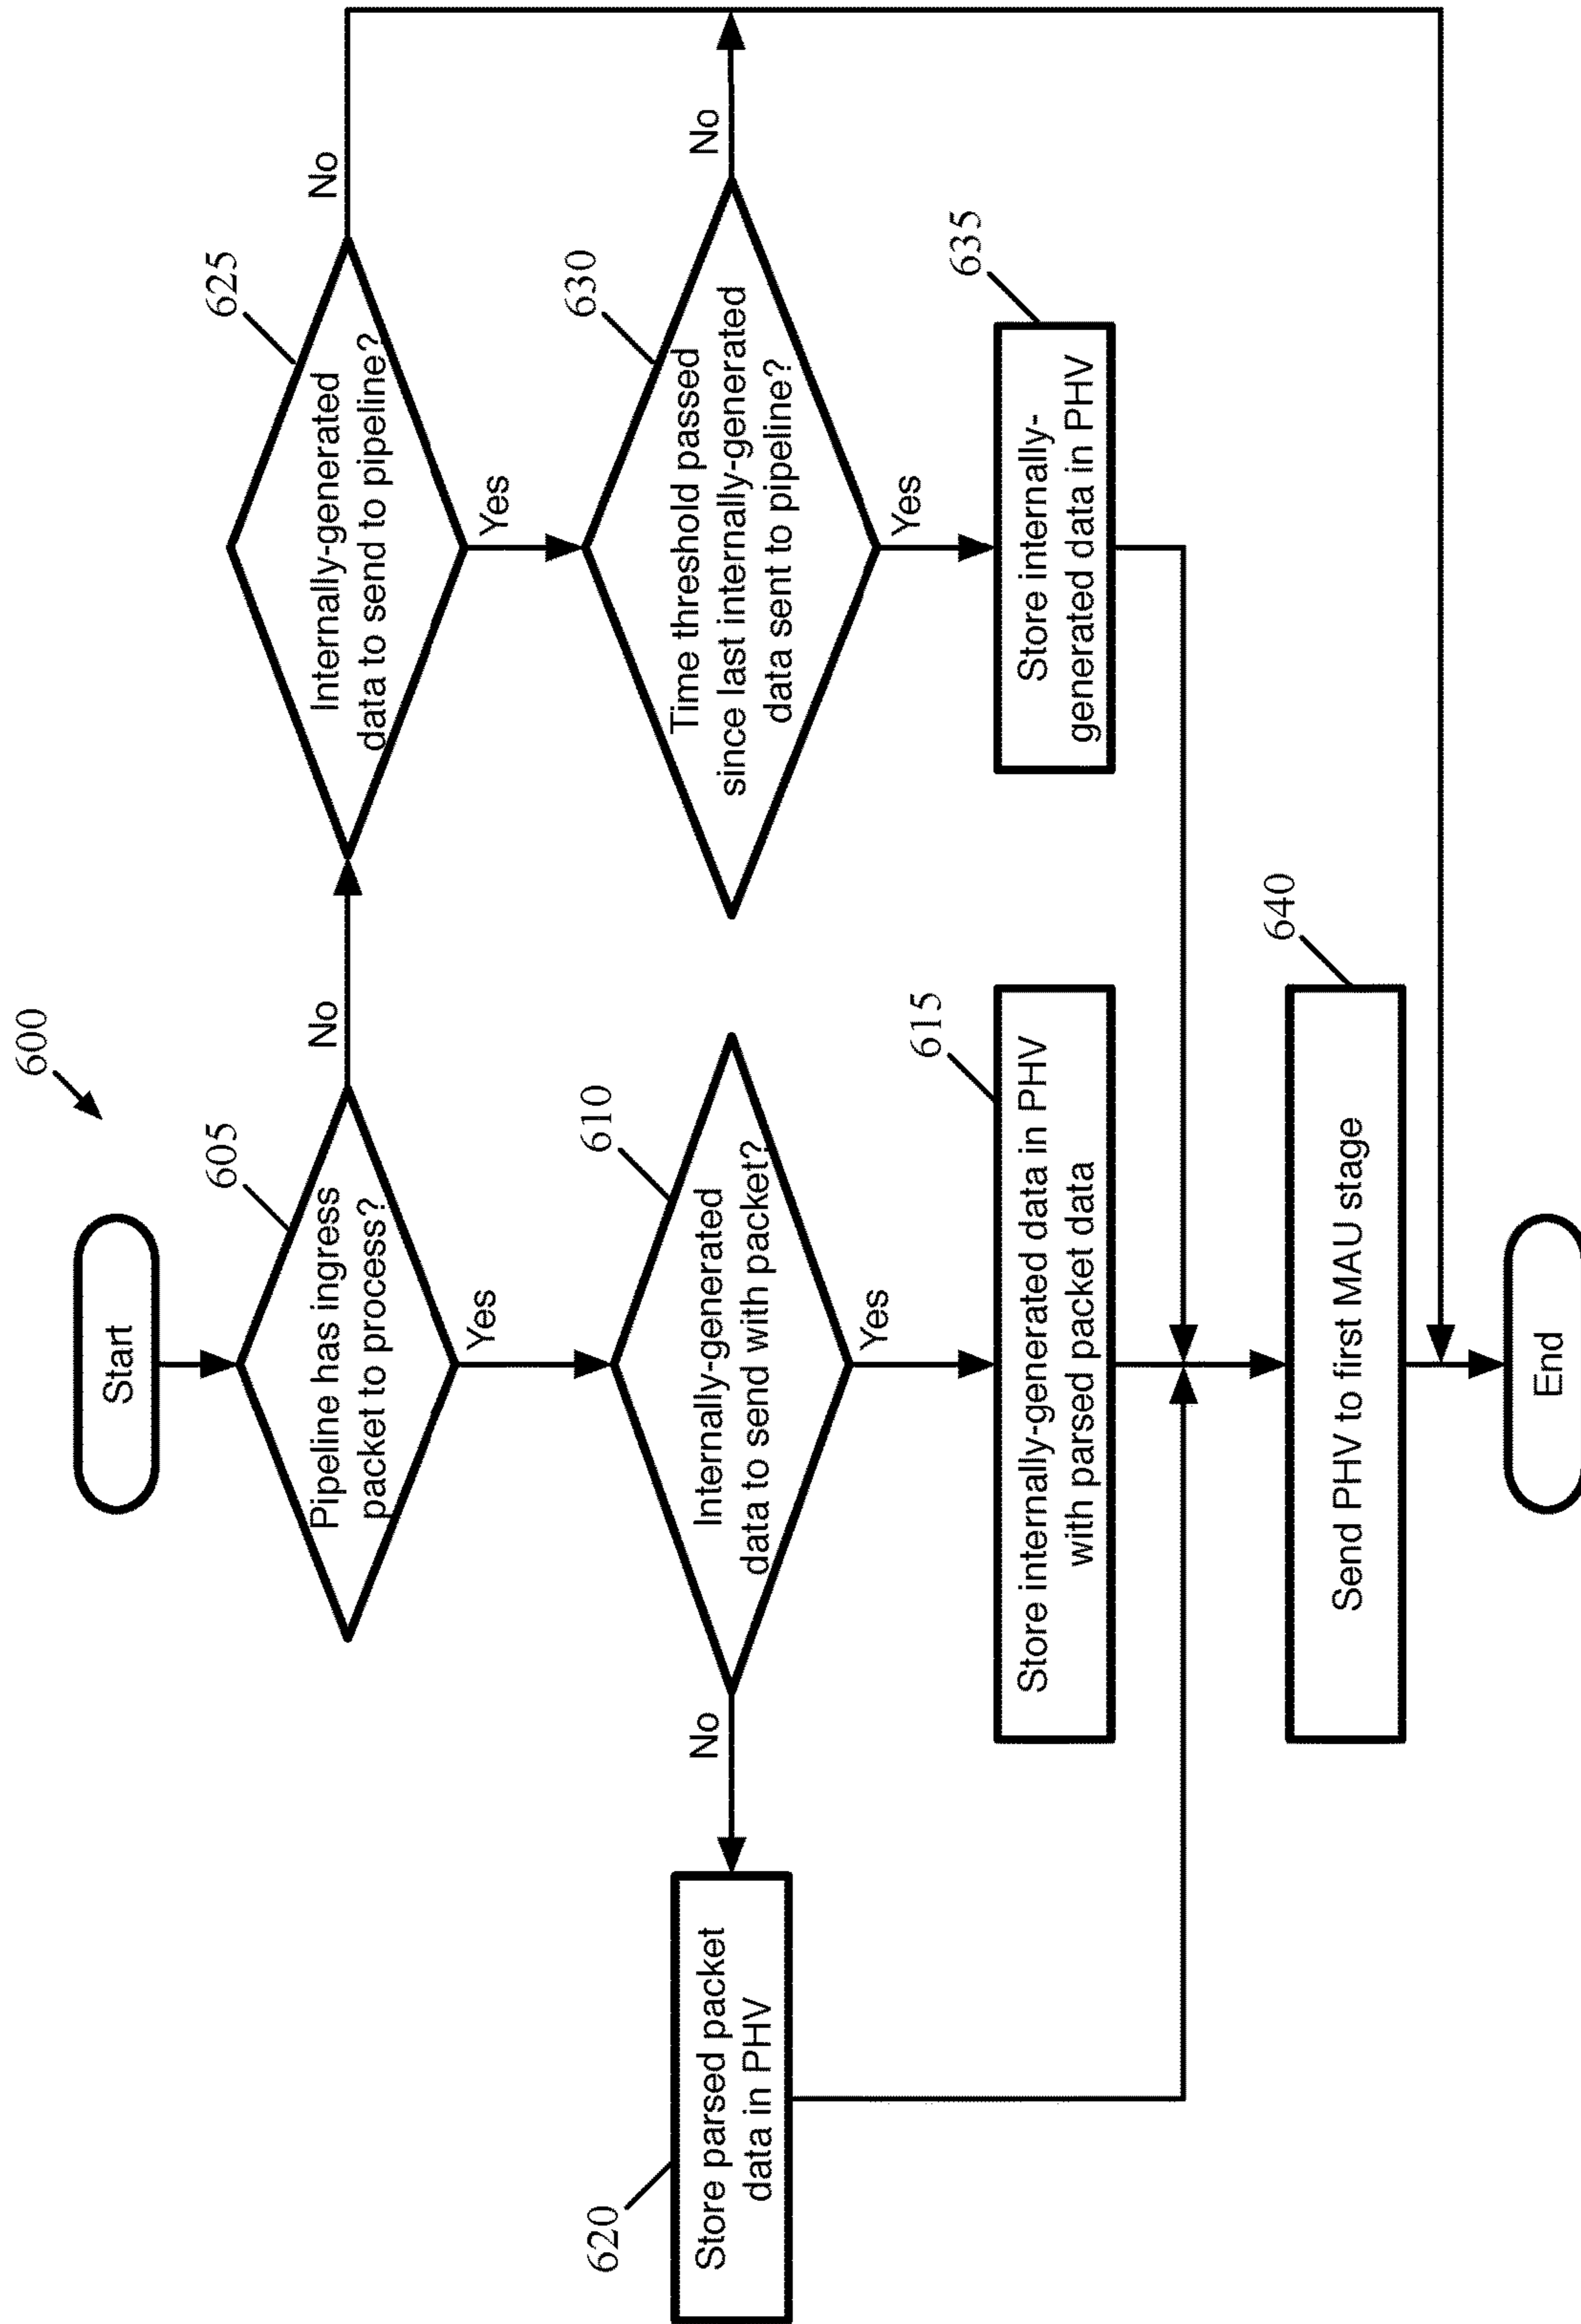 600
Start
605
Pipeline has ingress
packet to process?
No
Yes
625
Internally-generated
data to send to pipeline?
No
Yes
610
Internally-generated
data to send with packet?
No
Yes
630
Time threshold passed
since last internally-generated
data sent to pipeline?
No
Yes
620
Store parsed packet
data in PHV
615
Store internally-generated data in PHV
with parsed packet data
635
Store internally-
generated data in PHV
640
Send PHV to first MAU stage
End